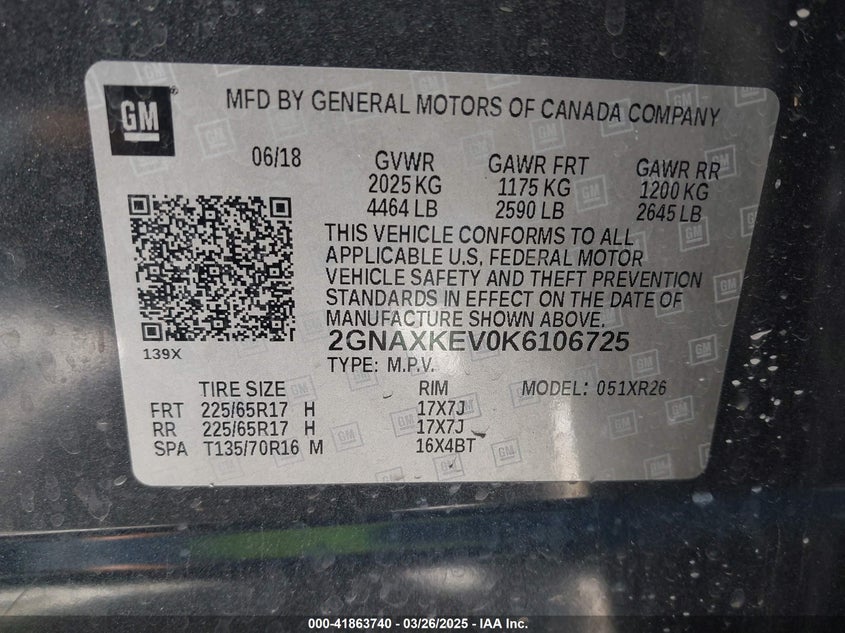 GM
MFD BY GENERAL MOTORS OF CANADA COMPANY
06/18 GVWR GAWR FRT GAWR RR
2025 KG 1175 KG 1200 KG
4464 LB 2590 LB 2645 LB
THIS VEHICLE CONFORMS TO ALL
APPLICABLE U.S. FEDERAL MOTOR
VEHICLE SAFETY AND THEFT PREVENTION
STANDARDS IN EFFECT ON THE DATE OF
MANUFACTURE SHOWN ABOVE.
139X
2GNAXKEV0K6106725
TYPE: M.P.V.
TIRE SIZE RIM MODEL: 051XR26
FRT 225/65R17 H 17X7J
RR 225/65R17 H 17X7J
SPA T135/70R16 M 16X4BT
000-41863740 - 03/26/2025 - IAA Inc.